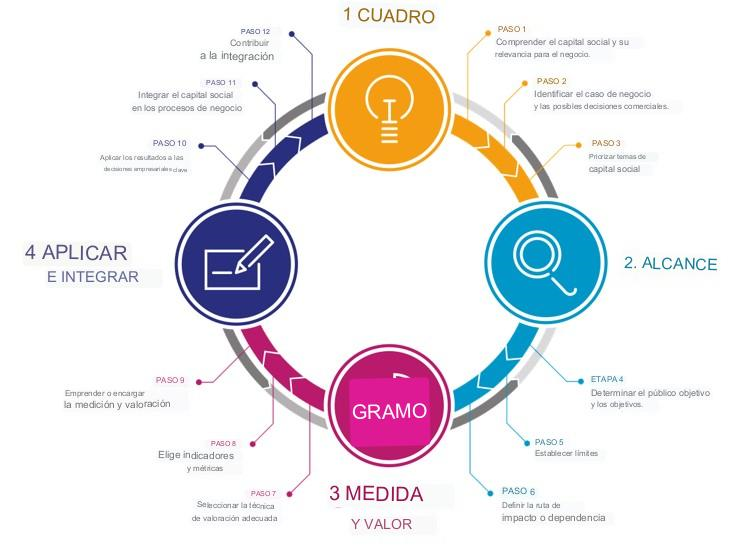 1 CUADRO
PASO 1
Comprender el capital social y su
relevancia para el negocio.
PASO 2
Identificar el caso de negocio
y las posibles decisiones comerciales.
PASO 3
Priorizar temas de
capital social
2. ALCANCE
ETAPA 4
Determinar el público objetivo
y los objetivos.
PASO 5
Establecer límites
PASO 6
Definir la ruta de
impacto o dependencia
3 MEDIDA
Y VALOR
GRAMO
PASO 7
Seleccionar la técnica
de valoración adecuada
PASO 8
Elige indicadores
y métricas
PASO 9
Emprender o encargar
la medición y valoración
4 APLICAR
E INTEGRAR
PASO 10
Aplicar los resultados a las
decisiones empresariales clave
PASO 11
Integrar el capital social
en los procesos de negocio
PASO 12
Contribuir
a la integración